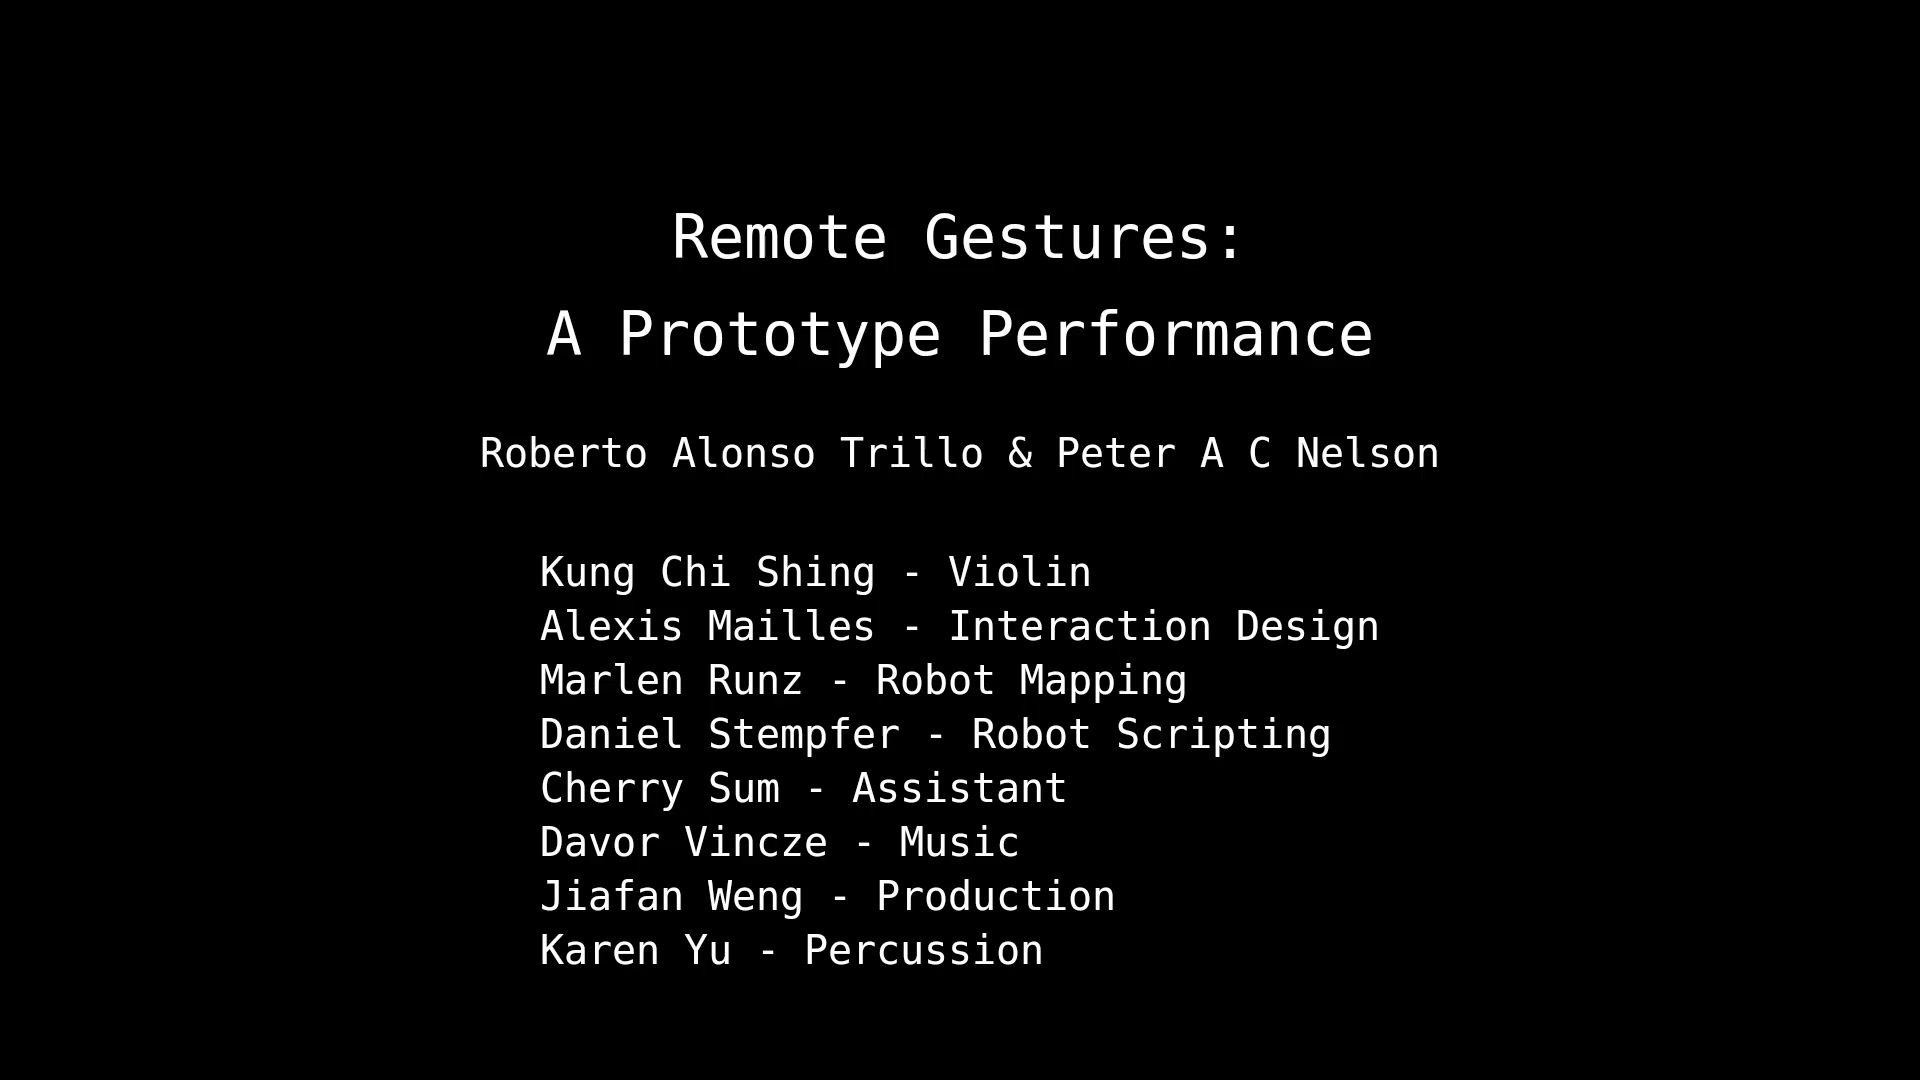 Remote Gestures:
A Prototype Performance
Roberto Alonso Trillo & Peter A C Nelson
Kung Chi Shing - Violin
Alexis Mailles - Interaction Design
Marlen Runz - Robot Mapping
Daniel Stempfer - Robot Scripting
Cherry Sum - Assistant
Davor Vincze - Music
Jiafan Weng - Production
Karen Yu - Percussion